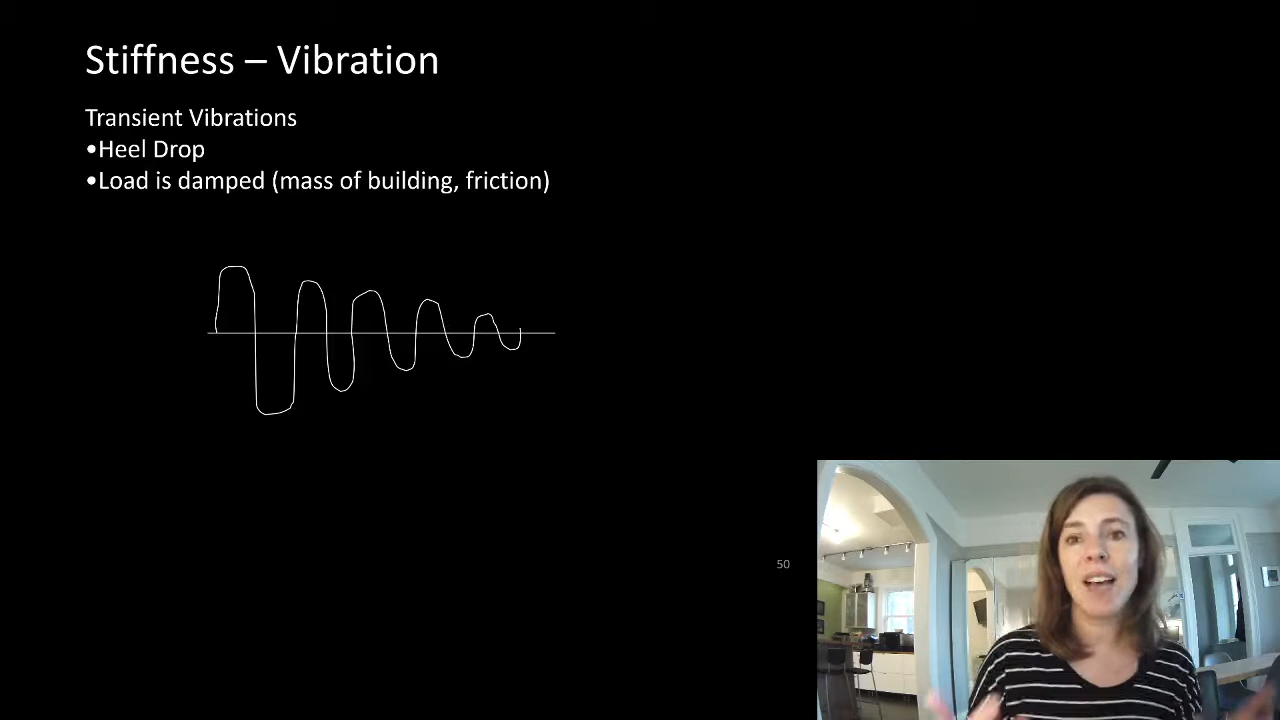 Stiffness – Vibration
Transient Vibrations
•Heel Drop
•Load is damped (mass of building, friction)
50